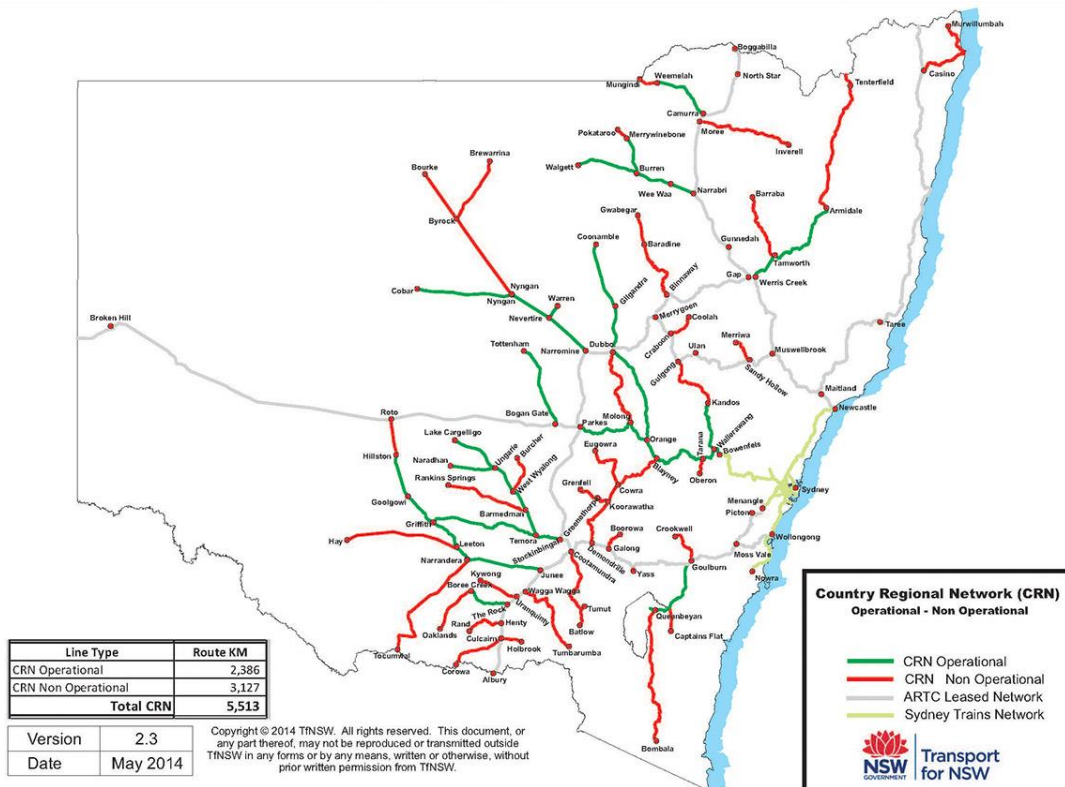 Murwillumbah
Boggabilla
Casino
Weemelah
North Star
Tenterfield
Mungindi
Camurra
Pokataroo
Merrywinebone
Moree
Inverell
Brewarrina
Bourke
Walgett
Burren
Wee Waa
Narrabri
Barraba
Gwabegar
Armidale
Byrock
Coonamble
Baradine
Gunnedah
Tamworth
Binnaway
Gap
Werris Creek
Nyngan
Cobar
Nyngan
Warren
Gilgandra
Nevertire
Merrygoen
Coolah
Broken Hill
Taree
Craboon
Merriwa
Tottenham
Narromine
Dubbo
Ulan
Muswellbrook
Gulgong
Sandy Hollow
Maitland
Kandos
Newcastle
Roto
Bogan Gate
Parkes
Molong
Lake Cargelligo
Orange
Tarana
Wallerawang
Bowenfels
Hillston
Naradhan
Ungarie
Burcher
Eugowra
Blayney
Oberon
Rankins Springs
West Wyalong
Grenfell
Cowra
Sydney
Goolgowi
Barmedman
Greenethorpe
Koorawatha
Menangle
Picton
Griffith
Boorowa
Crookwell
Hay
Leeton
Temora
Stockinbingal
Demondrille
Galong
Wollongong
Narrandera
Cootamundra
Moss Vale
Junee
Yass
Goulburn
Nowra
Kywong
Boree Creek
Wagga Wagga
The Rock
Uranquinty
Tumut
Queanbeyan
Rand
Henty
Batlow
Captains Flat
Oaklands
Culcairn
Holbrook
Tumbarumba
Tocumwal
Corowa
Albury
Bombala
Country Regional Network (CRN)
Operational - Non Operational
CRN Operational
CRN Non Operational
ARTC Leased Network
Sydney Trains Network
NSW
GOVERNMENT
Transport
for NSW
Line Type Route KM
CRN Operational 2,386
CRN Non Operational 3,127
Total CRN 5,513
Version 2.3
Date May 2014
Copyright © 2014 TfNSW. All rights reserved. This document, or
any part thereof, may not be reproduced or transmitted outside
TfNSW in any forms or by any means, written or otherwise, without
prior written permission from TfNSW.